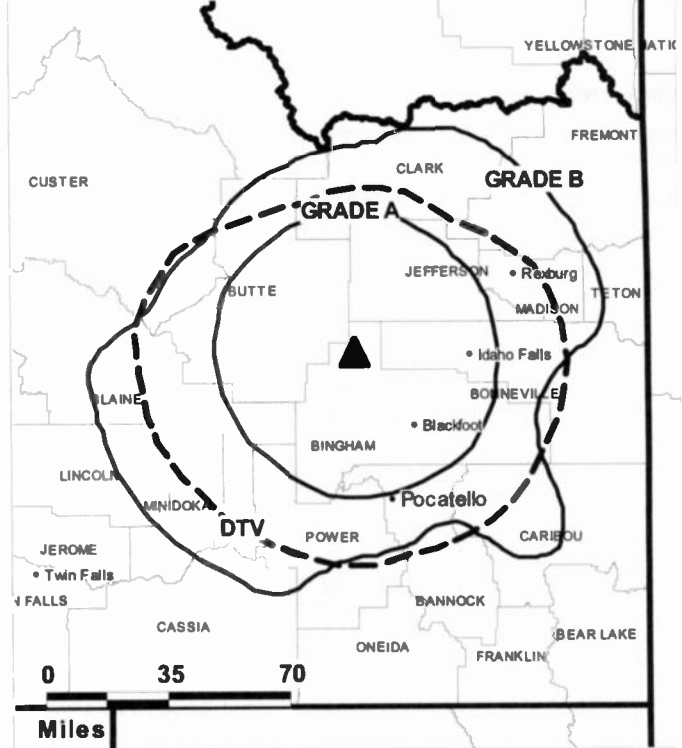 YELLOWSTONE NATIO
FREMONT
CLARK
CUSTER
GRADE B
GRADE A
JEFFERSON
Rexburg
BUTTE
TETON
MADISON
Idaho Falls
BLAINE
BONNEVILLE
Blackfoot
BINGHAM
LINCOLN
Pocatello
MINIDOKA
DTV
POWER
CARIBOU
JEROME
Twin Falls
N FALLS
BANNOCK
CASSIA
BEAR LAKE
ONEIDA
FRANKLIN
0 35 70
Miles